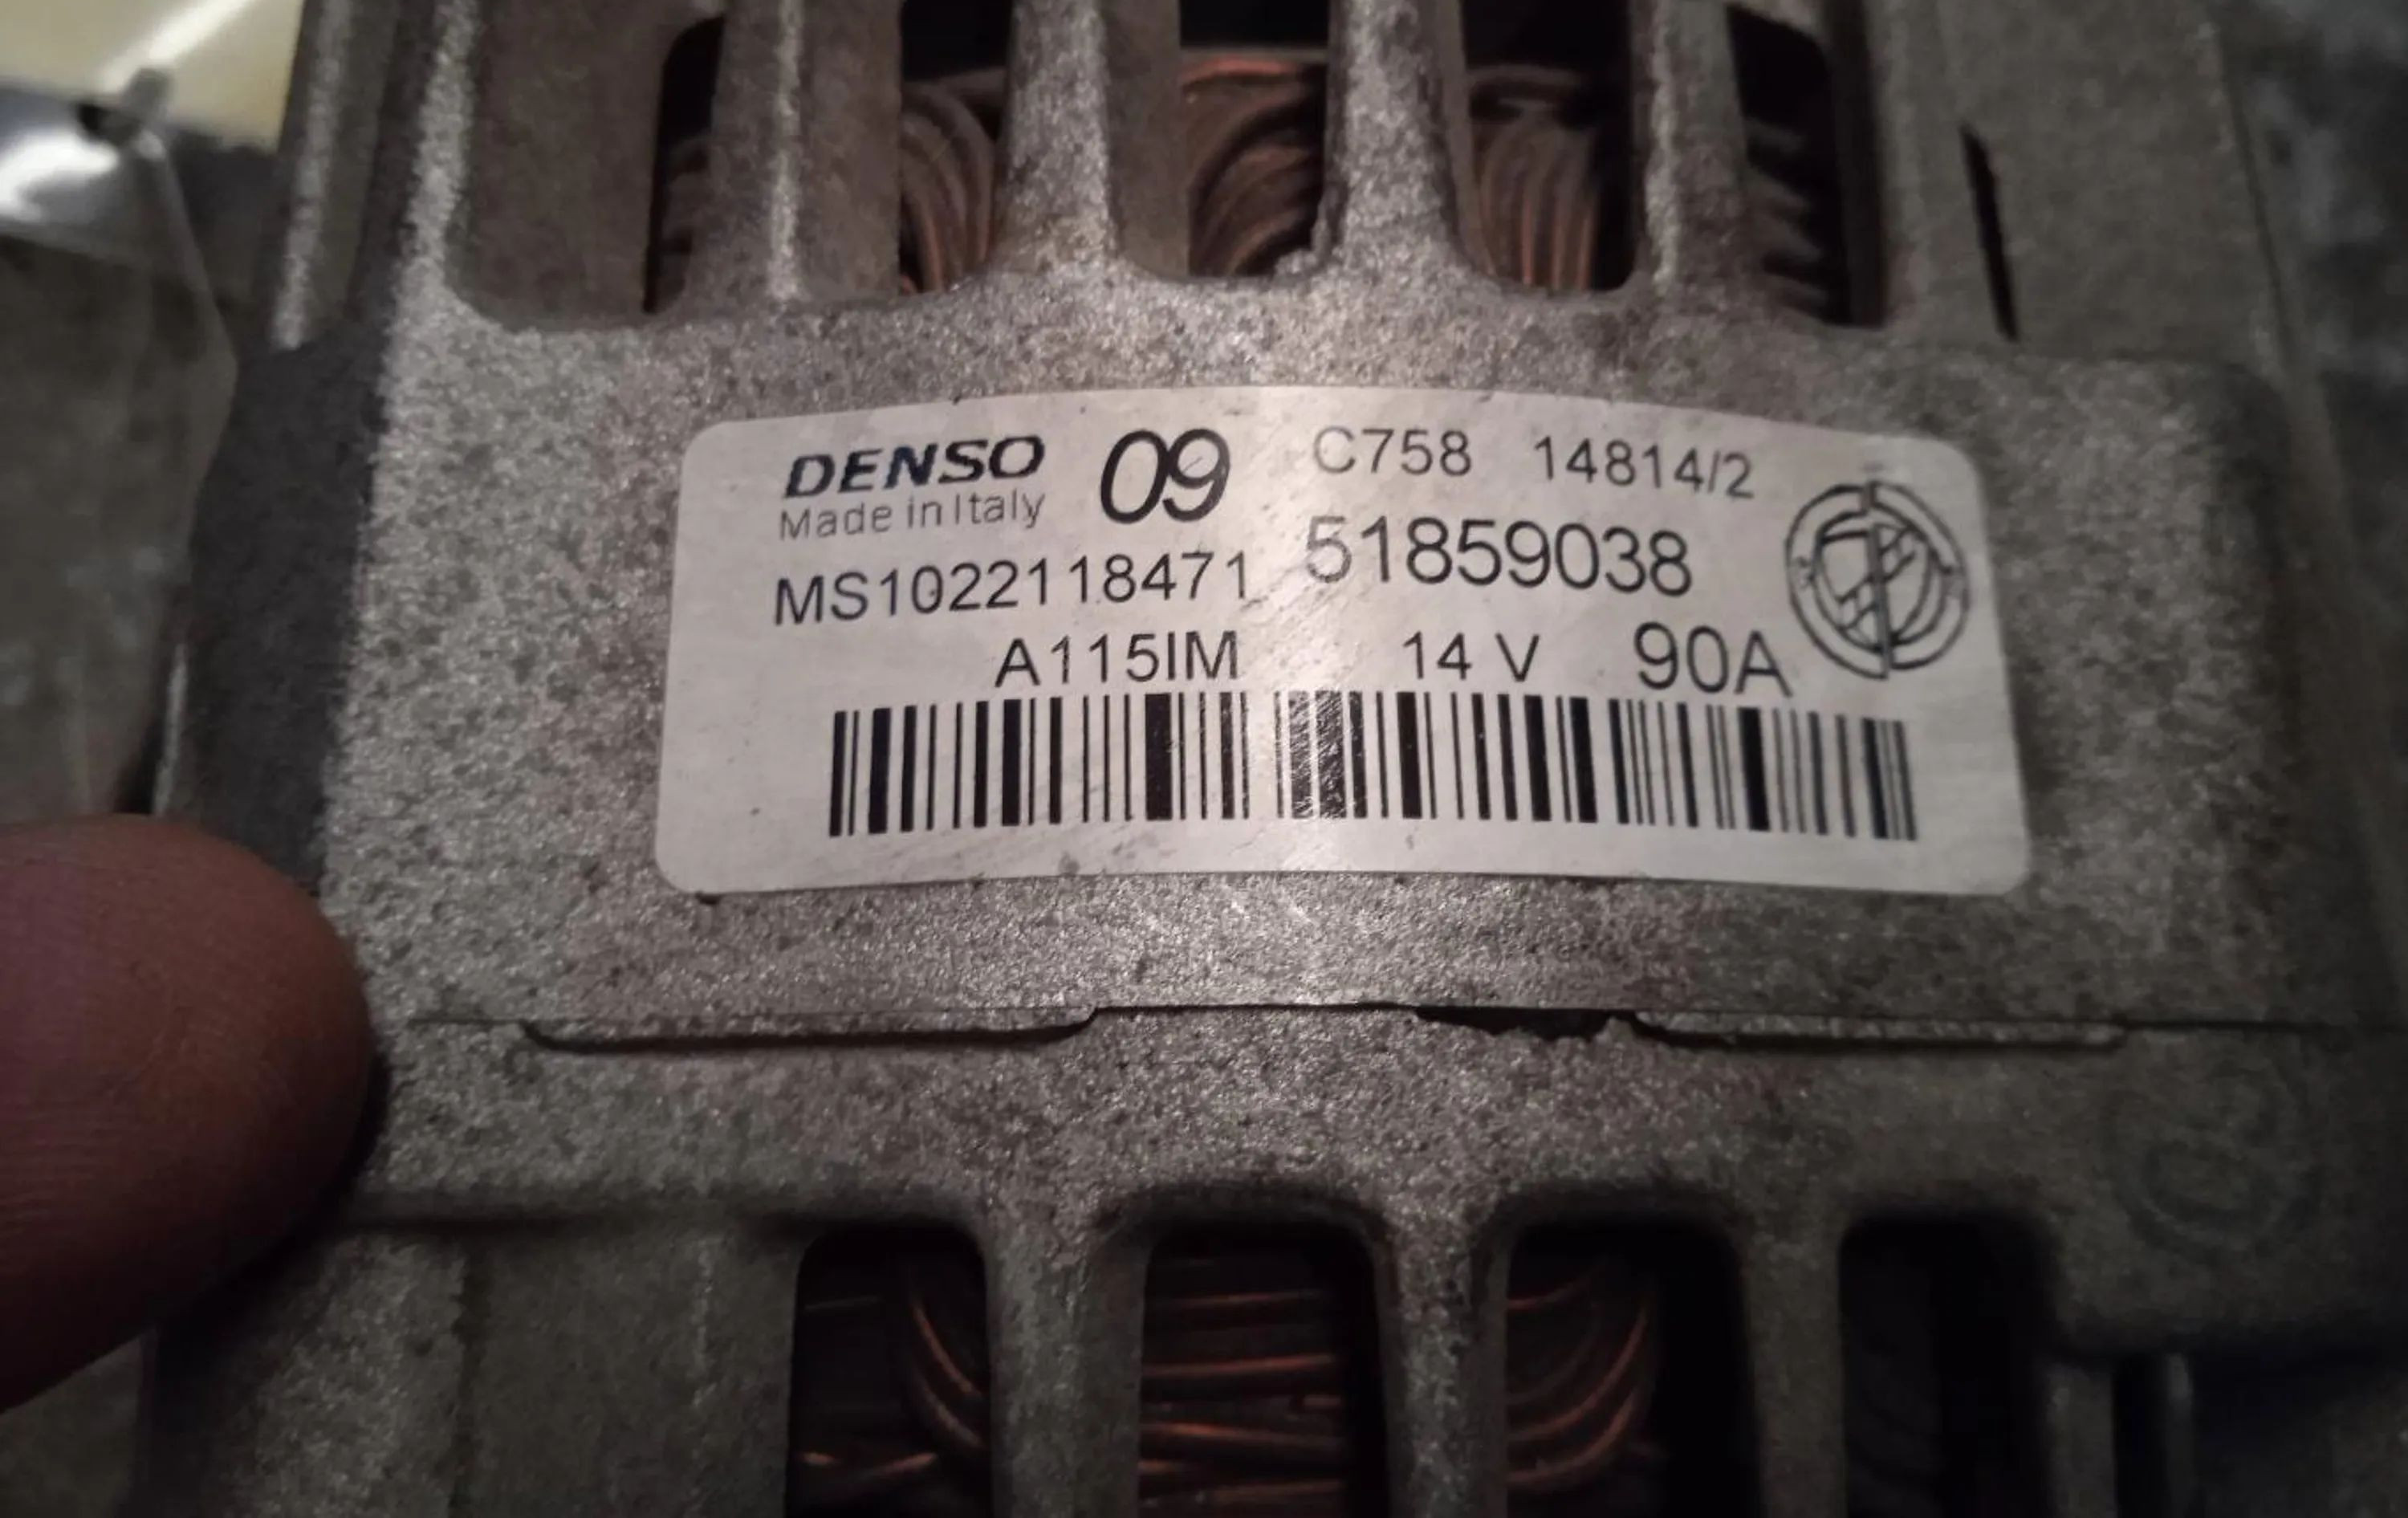 DENSO 09 C758 14814/2
Made in Italy
MS1022118471 51859038
A115IM 14 V 90A